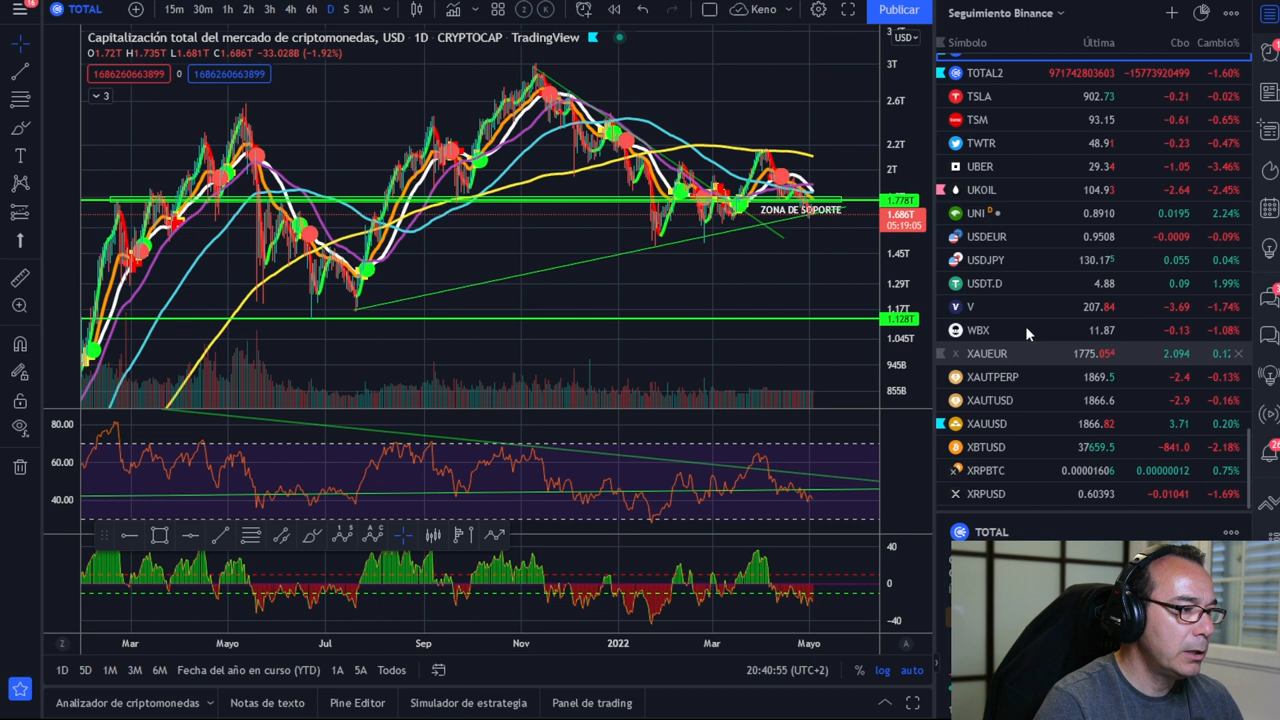 16 TOTAL 15m 30m 1h 2h 3h 4h 6h D S 3M 2 K Keno Publicar
Capitalización total del mercado de criptomonedas, USD · 1D · CRYPTOCAP · TradingView
USD
O1.72T H1.735T L1.681T C1.686T −33.028B (−1.92%)
1686260663899 0 1686260663899
3
3T
2.6T
2.2T
2T
1.778T
1.686T
05:19:05
1.45T
1.29T
1.17T
1.128T
1.045T
945B
855B
ZONA DE SOPORTE
80.00
60.00
40.00
40
0
−40
Z Mar Mayo Jul Sep Nov 2022 Mar Mayo A
1D 5D 1M 3M 6M Fecha del año en curso (YTD) 1A 5A Todos 20:40:55 (UTC+2) % log auto
Analizador de criptomonedas Notas de texto Pine Editor Simulador de estrategia Panel de trading
Seguimiento Binance
Símbolo Última Cbo Cambio%
TOTAL2 971742803603 −15773920499 −1.60%
TSLA 902.73 −0.21 −0.02%
TSM 93.15 −0.61 −0.65%
TWTR 48.91 −0.23 −0.47%
UBER 29.34 −1.05 −3.46%
UKOIL 104.93 −2.64 −2.45%
UNI D 0.8910 0.0195 2.24%
USDEUR 0.9508 −0.0009 −0.09%
USDJPY 130.175 0.055 0.04%
USDT.D 4.88 0.09 1.99%
V 207.84 −3.69 −1.74%
WBX 11.87 −0.13 −1.08%
XAUEUR 1775.054 2.094 0.12
XAUTPERP 1869.5 −2.4 −0.13%
XAUTUSD 1866.6 −2.9 −0.16%
XAUUSD 1866.82 3.71 0.20%
XBTUSD 37659.5 −841.0 −2.18%
XRPBTC 0.00001606 0.00000012 0.75%
XRPUSD 0.60393 −0.01041 −1.69%
TOTAL